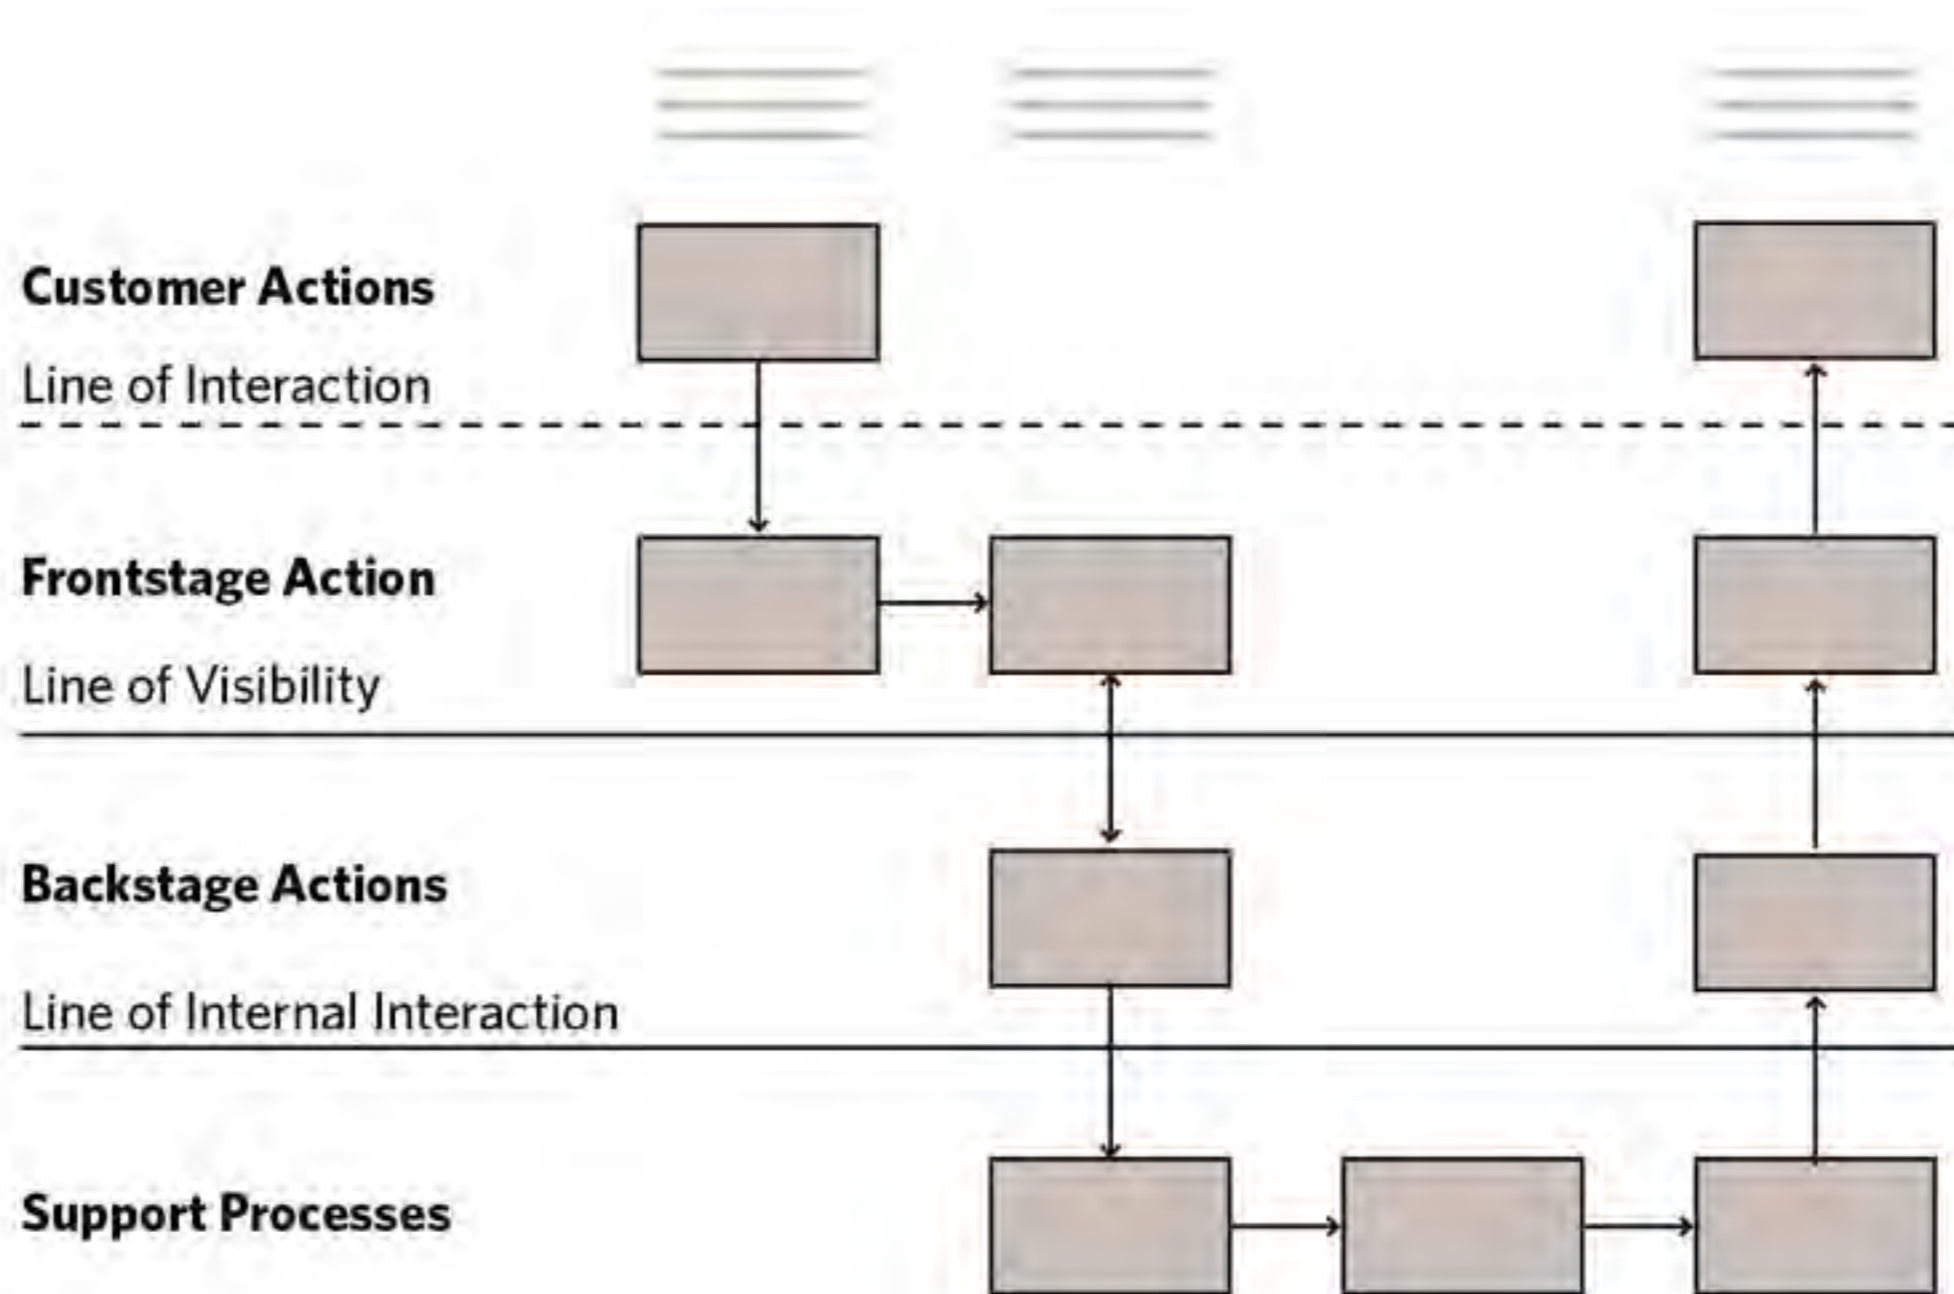 Customer Actions
Line of Interaction
Frontstage Action
Line of Visibility
Backstage Actions
Line of Internal Interaction
Support Processes